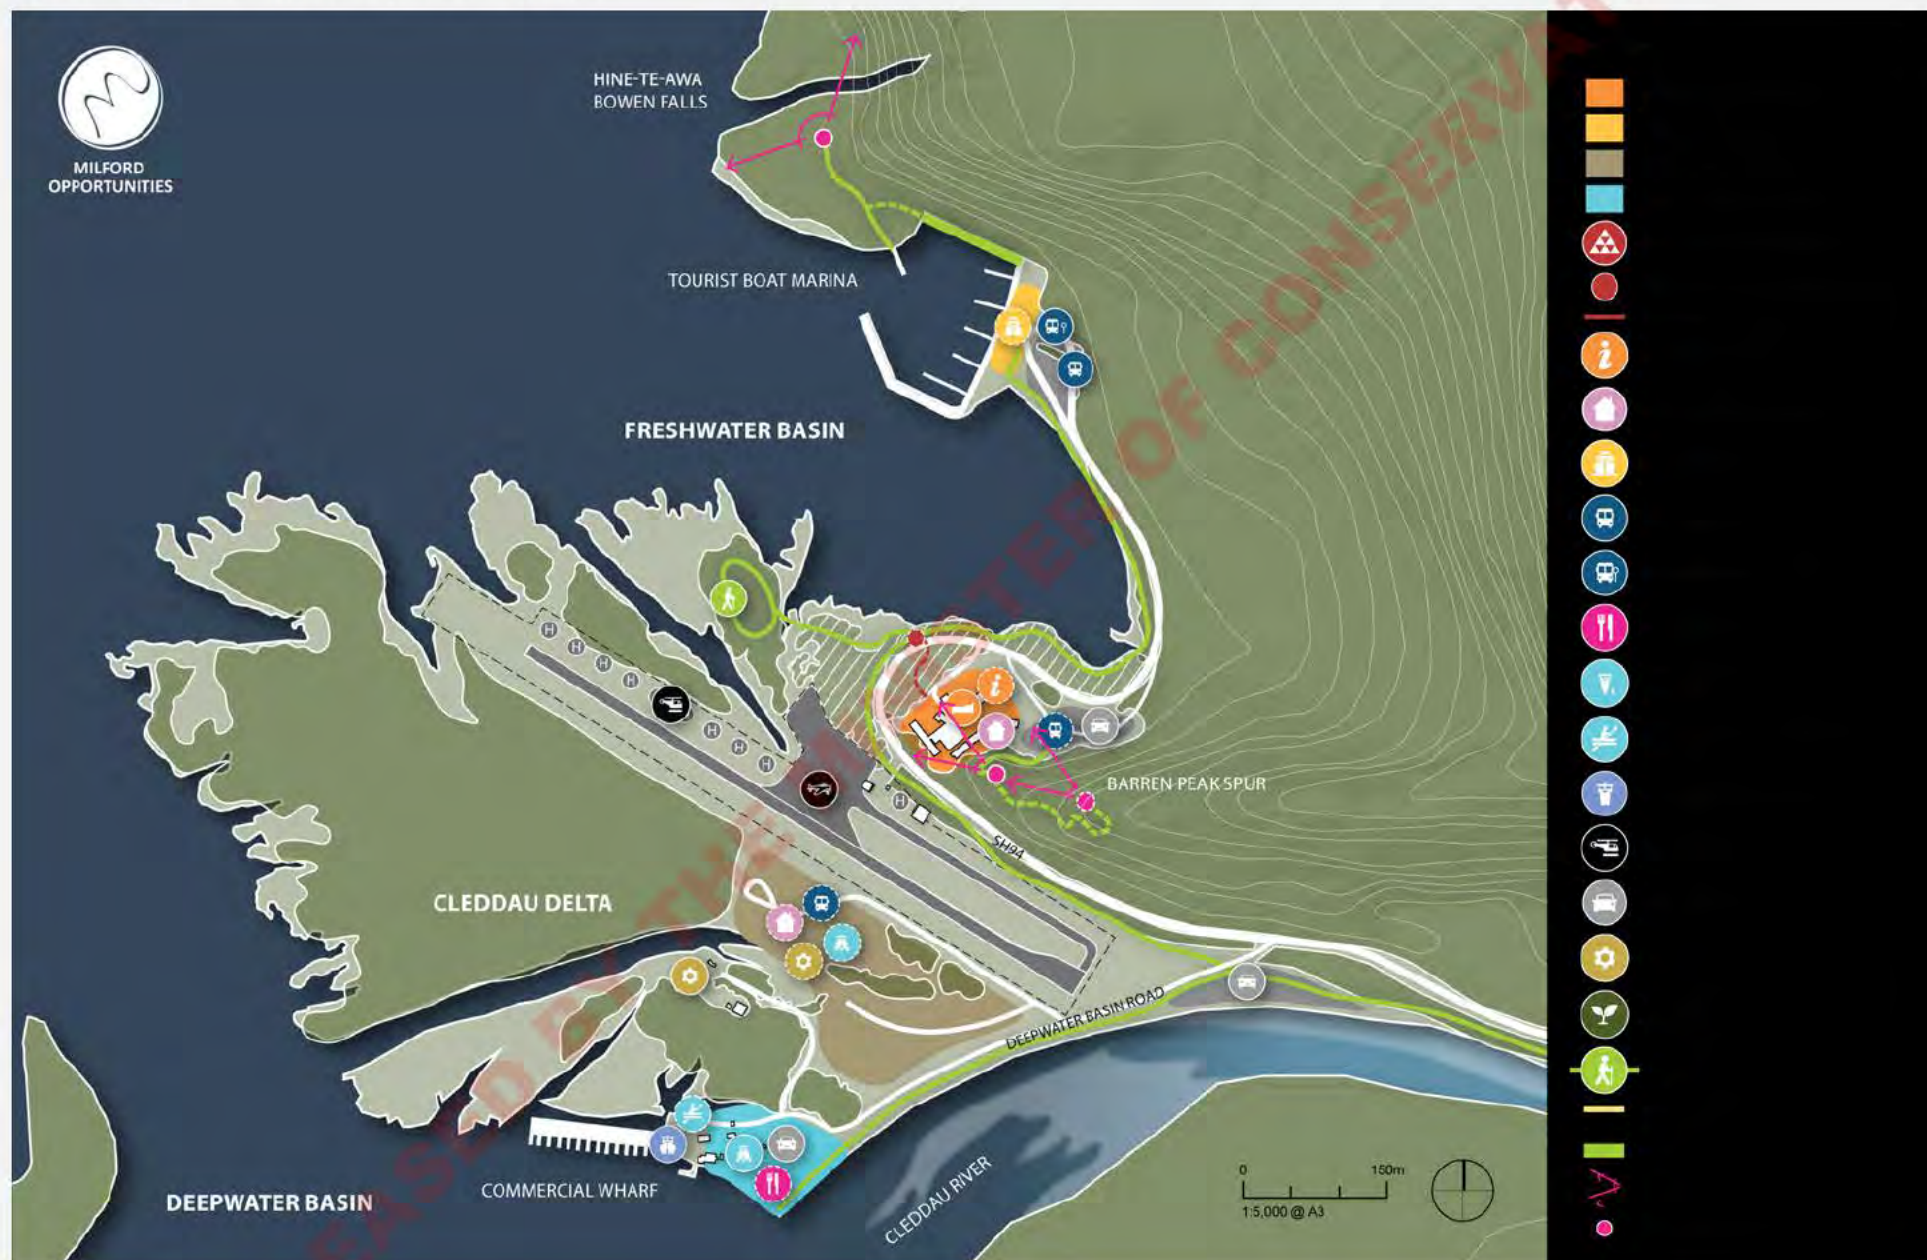 MILFORD
OPPORTUNITIES
HINE-TE-AWA
BOWEN FALLS
TOURIST BOAT MARINA
FRESHWATER BASIN
BARREN PEAK SPUR
SH94
CLEDDAU DELTA
DEEPWATER BASIN ROAD
COMMERCIAL WHARF
DEEPWATER BASIN
CLEDDAU RIVER
0 150m
1:5,000 @ A3
H
H
H
H
H
H
H
H
i
i